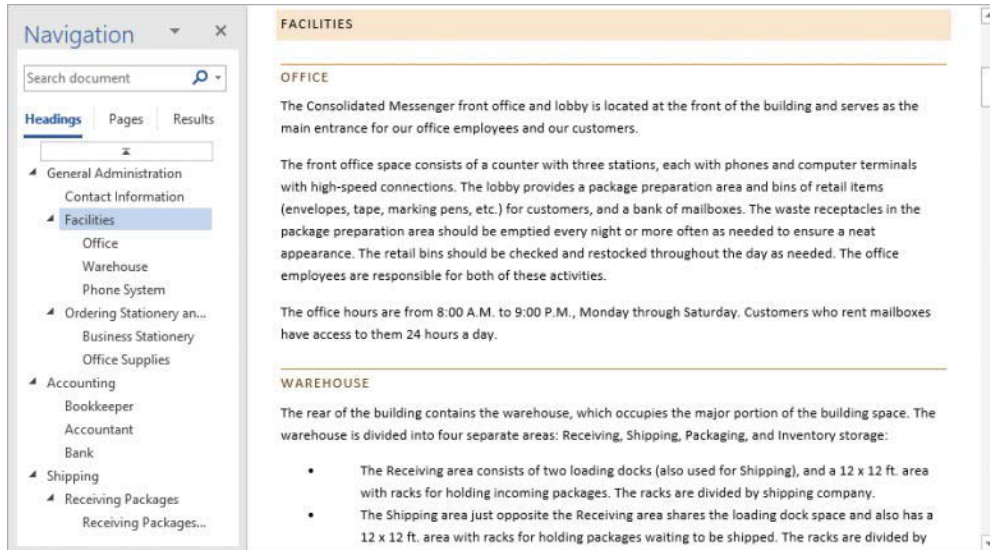 Navigation
Search document
Headings Pages Results
General Administration
Contact Information
Facilities
Office
Warehouse
Phone System
Ordering Stationery an...
Business Stationery
Office Supplies
Accounting
Bookkeeper
Accountant
Bank
Shipping
Receiving Packages
Receiving Packages...
FACILITIES
OFFICE
The Consolidated Messenger front office and lobby is located at the front of the building and serves as the
main entrance for our office employees and our customers.
The front office space consists of a counter with three stations, each with phones and computer terminals
with high-speed connections. The lobby provides a package preparation area and bins of retail items
(envelopes, tape, marking pens, etc.) for customers, and a bank of mailboxes. The waste receptacles in the
package preparation area should be emptied every night or more often as needed to ensure a neat
appearance. The retail bins should be checked and restocked throughout the day as needed. The office
employees are responsible for both of these activities.
The office hours are from 8:00 A.M. to 9:00 P.M., Monday through Saturday. Customers who rent mailboxes
have access to them 24 hours a day.
WAREHOUSE
The rear of the building contains the warehouse, which occupies the major portion of the building space. The
warehouse is divided into four separate areas: Receiving, Shipping, Packaging, and Inventory storage:
• The Receiving area consists of two loading docks (also used for Shipping), and a 12 x 12 ft. area
with racks for holding incoming packages. The racks are divided by shipping company.
• The Shipping area just opposite the Receiving area shares the loading dock space and also has a
12 x 12 ft. area with racks for holding packages waiting to be shipped. The racks are divided by